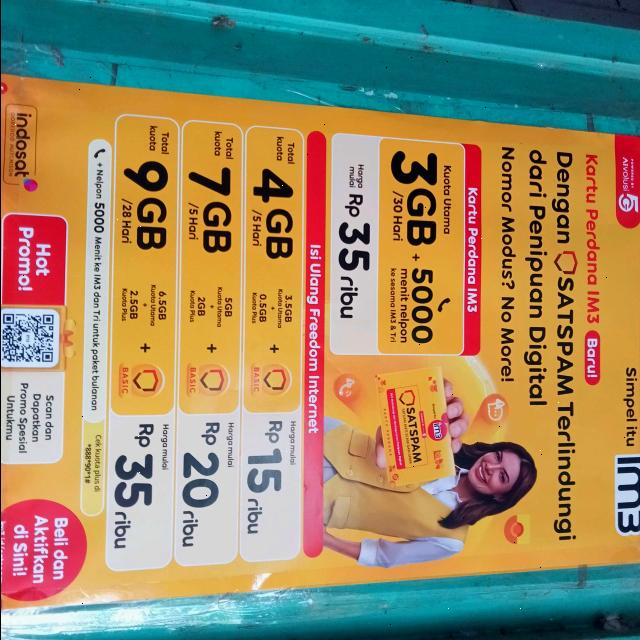 Simpel itu IM3
POWERED BY
AIvolusi5G
Kartu Perdana IM3 Baru!
Dengan SATSPAM Terlindungi
dari Penipuan Digital
Nomor Modus? No More!
Kartu Perdana IM3
Kuota Utama
3GB + 5000
/30 Hari
menit nelpon
ke sesama IM3 & Tri
Harga
mulai
Rp 35 ribu
IM3
SATSPAM
Isi Ulang Freedom Internet
Total
kuota
4GB
/5 Hari
3.5GB
Kuota Utama
+
0.5GB
Kuota Plus
+
BASIC
Harga mulai
Rp 15 ribu
Total
kuota
7GB
/5 Hari
5GB
Kuota Utama
+
2GB
Kuota Plus
+
BASIC
Harga mulai
Rp 20 ribu
Total
kuota
9GB
/28 Hari
6.5GB
Kuota Utama
+
2.5GB
Kuota Plus
+
BASIC
Harga mulai
Rp 35 ribu
+ Nelpon 5000 Menit ke IM3 dan Tri untuk paket bulanan
Cek kuota plus di
*888*90*1#
indosat
OOREDOO HUTCHISON
Hot
Promo!
Scan dan
Dapatkan
Promo Spesial
Untukmu
Beli dan
Aktifkan
di Sini!